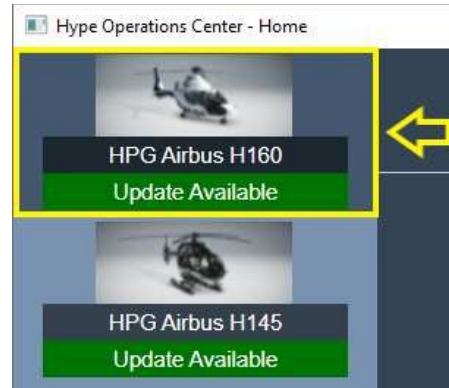 Hype Operations Center - Home
HPG Airbus H160
Update Available
HPG Airbus H145
Update Available